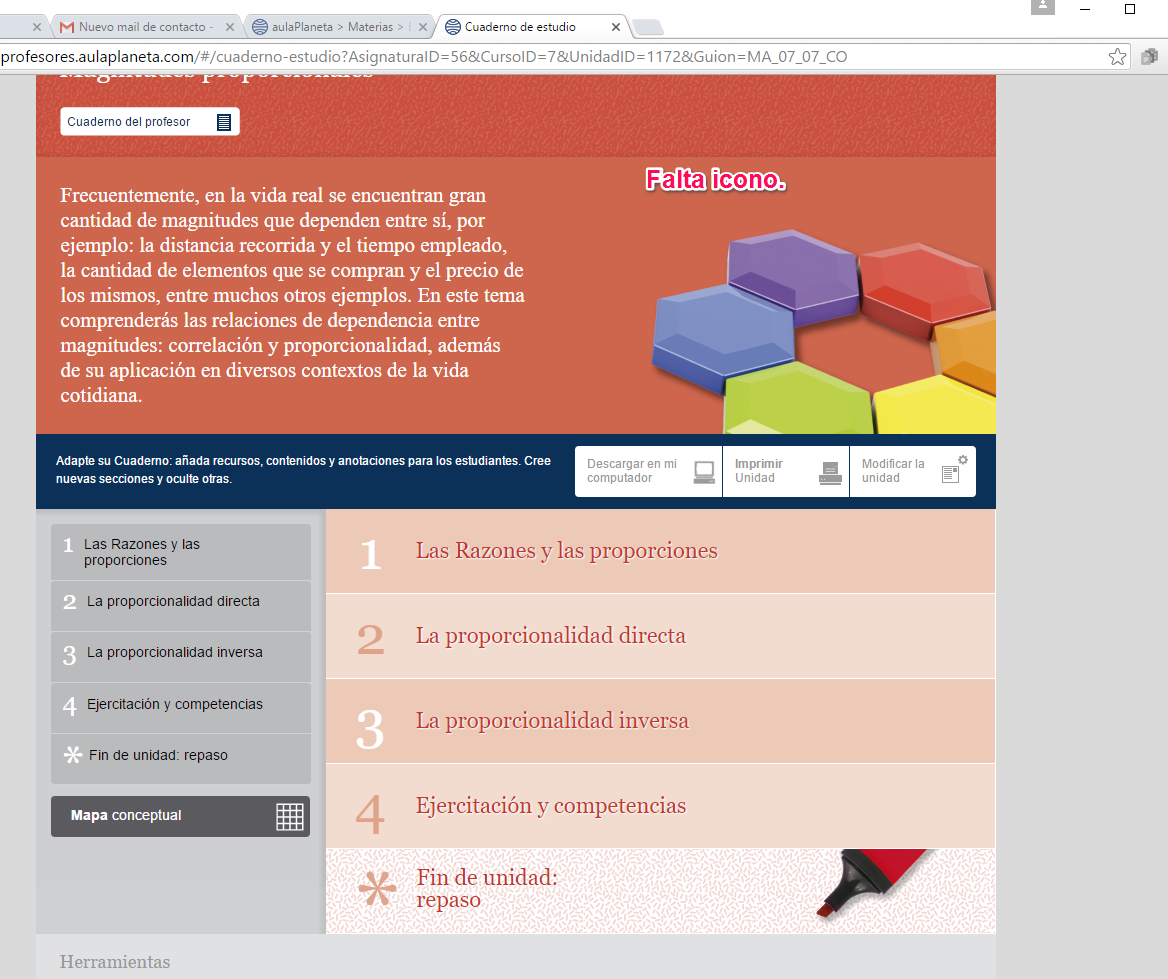 Nuevo mail de contacto -
aulaPlaneta > Materias >
Cuaderno de estudio
profesores.aulaplaneta.com/#/cuaderno-estudio?AsignaturaID=56&CursoID=7&UnidadID=1172&Guion=MA_07_07_CO
Magnitudes proporcionales
Cuaderno del profesor
Falta icono.
Frecuentemente, en la vida real se encuentran gran
cantidad de magnitudes que dependen entre sí, por
ejemplo: la distancia recorrida y el tiempo empleado,
la cantidad de elementos que se compran y el precio de
los mismos, entre muchos otros ejemplos. En este tema
comprenderás las relaciones de dependencia entre
magnitudes: correlación y proporcionalidad, además
de su aplicación en diversos contextos de la vida
cotidiana.
Adapte su Cuaderno: añada recursos, contenidos y anotaciones para los estudiantes. Cree
nuevas secciones y oculte otras.
Descargar en mi
computador
Imprimir
Unidad
Modificar la
unidad
1 Las Razones y las
proporciones
2 La proporcionalidad directa
3 La proporcionalidad inversa
4 Ejercitación y competencias
* Fin de unidad: repaso
Mapa conceptual
1 Las Razones y las proporciones
2 La proporcionalidad directa
3 La proporcionalidad inversa
4 Ejercitación y competencias
* Fin de unidad:
repaso
Herramientas